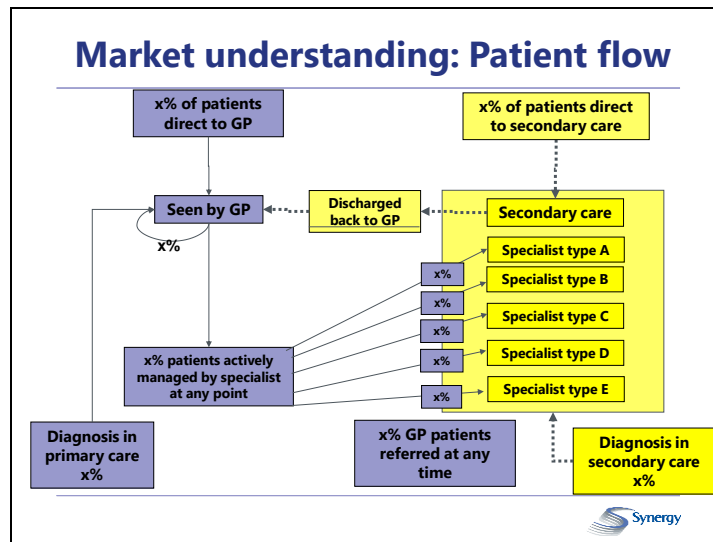 Market understanding: Patient flow
x% of patients
direct to GP
x% of patients direct
to secondary care
Seen by GP
x%
Discharged
back to GP
Secondary care
Specialist type A
Specialist type B
Specialist type C
Specialist type D
Specialist type E
x%
x%
x%
x%
x%
x% patients actively
managed by specialist
at any point
Diagnosis in
primary care
x%
x% GP patients
referred at any
time
Diagnosis in
secondary care
x%
Synergy